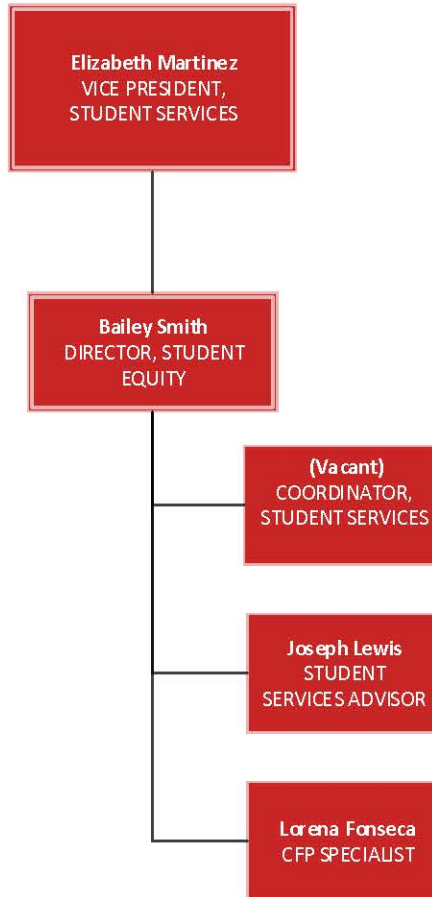 Elizabeth Martinez
VICE PRESIDENT,
STUDENT SERVICES
Bailey Smith
DIRECTOR, STUDENT
EQUITY
(Vacant)
COORDINATOR,
STUDENT SERVICES
Joseph Lewis
STUDENT
SERVICES ADVISOR
Lorena Fonseca
CFP SPECIALIST